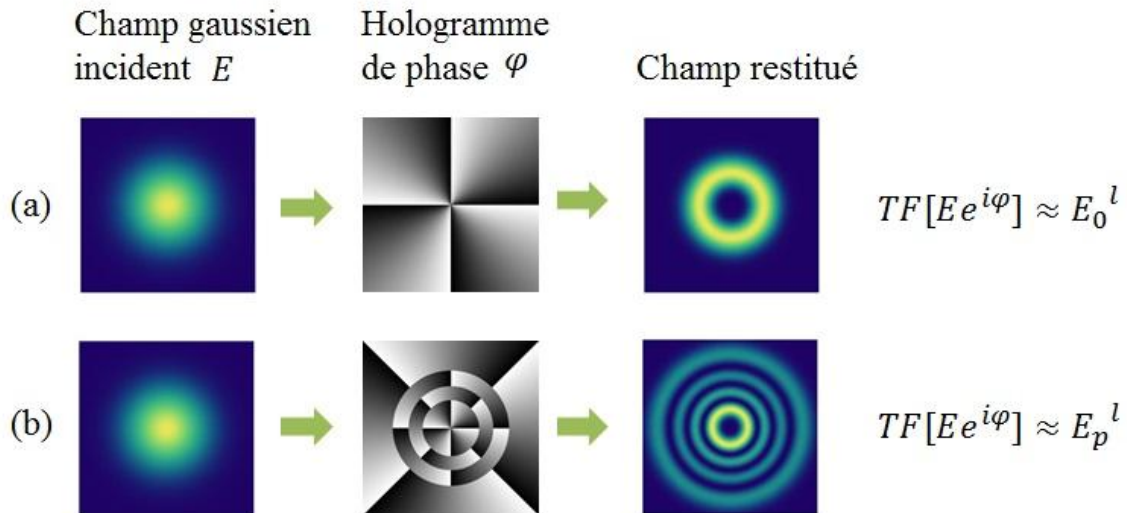 Champ gaussien
incident E
Hologramme
de phase φ
Champ restitué
(a)
TF[Ee^{iφ}] ≈ E_0^l
(b)
TF[Ee^{iφ}] ≈ E_p^l